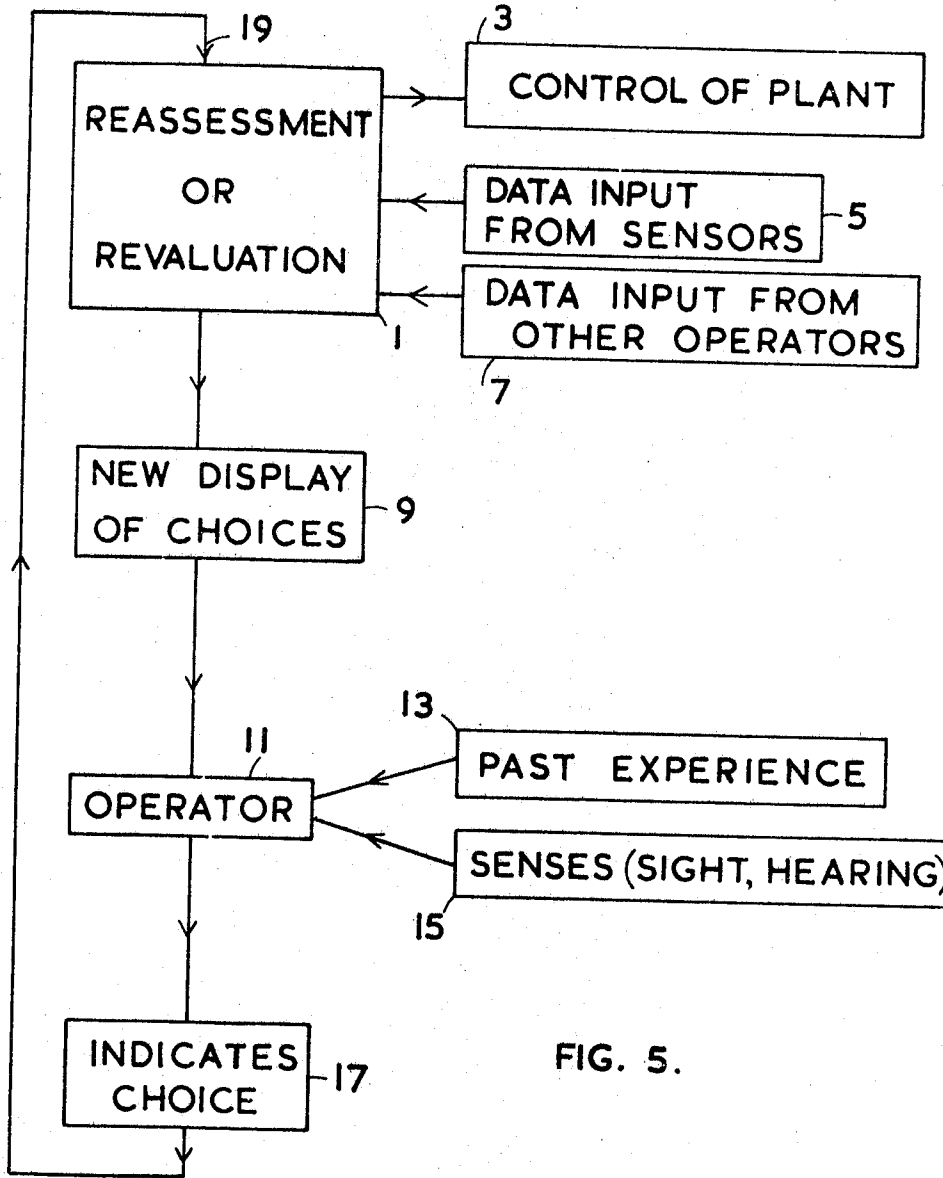 19
3
REASSESSMENT
OR
REVALUATION
1
CONTROL OF PLANT
DATA INPUT
FROM SENSORS
5
DATA INPUT FROM
OTHER OPERATORS
7
NEW DISPLAY
OF CHOICES
9
11
OPERATOR
13
PAST EXPERIENCE
SENSES (SIGHT, HEARING)
15
INDICATES
CHOICE
17
FIG. 5.